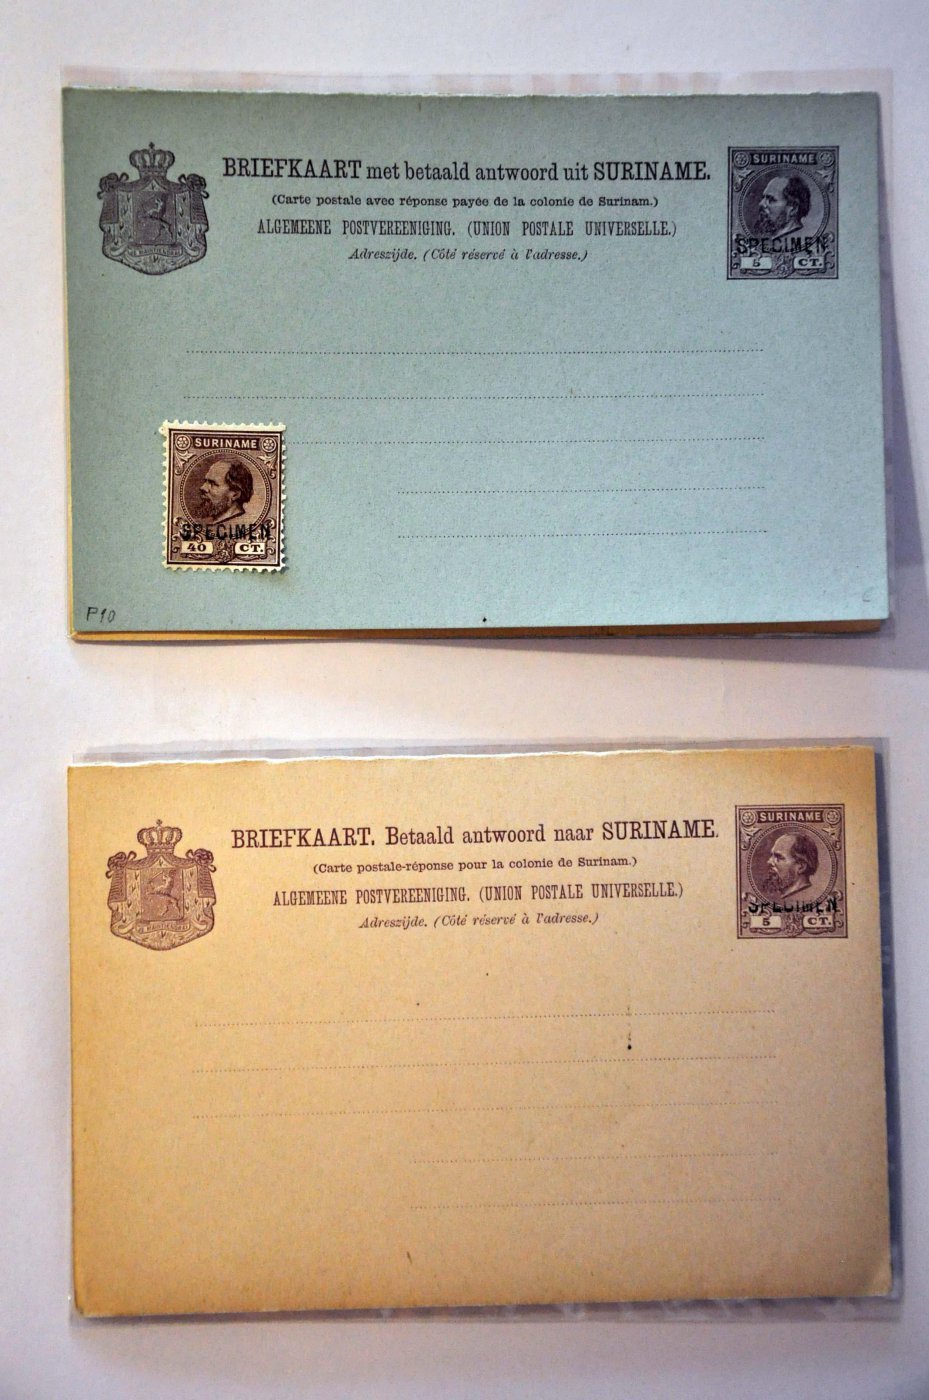 BRIEFKAART met betaald antwoord uit SURINAME.
(Carte postale avec réponse payée de la colonie de Surinam.)
ALGEMEENE POSTVEREENIGING. (UNION POSTALE UNIVERSELLE.)
Adreszijde. (Côté réservé à l'adresse.)
SURINAME
SPECIMEN
5 CT.
SURINAME
SPECIMEN
40 CT.
P10
BRIEFKAART. Betaald antwoord naar SURINAME.
(Carte postale-réponse pour la colonie de Surinam.)
ALGEMEENE POSTVEREENIGING. (UNION POSTALE UNIVERSELLE.)
Adreszijde. (Côté réservé à l'adresse.)
SURINAME
SPECIMEN
5 CT.